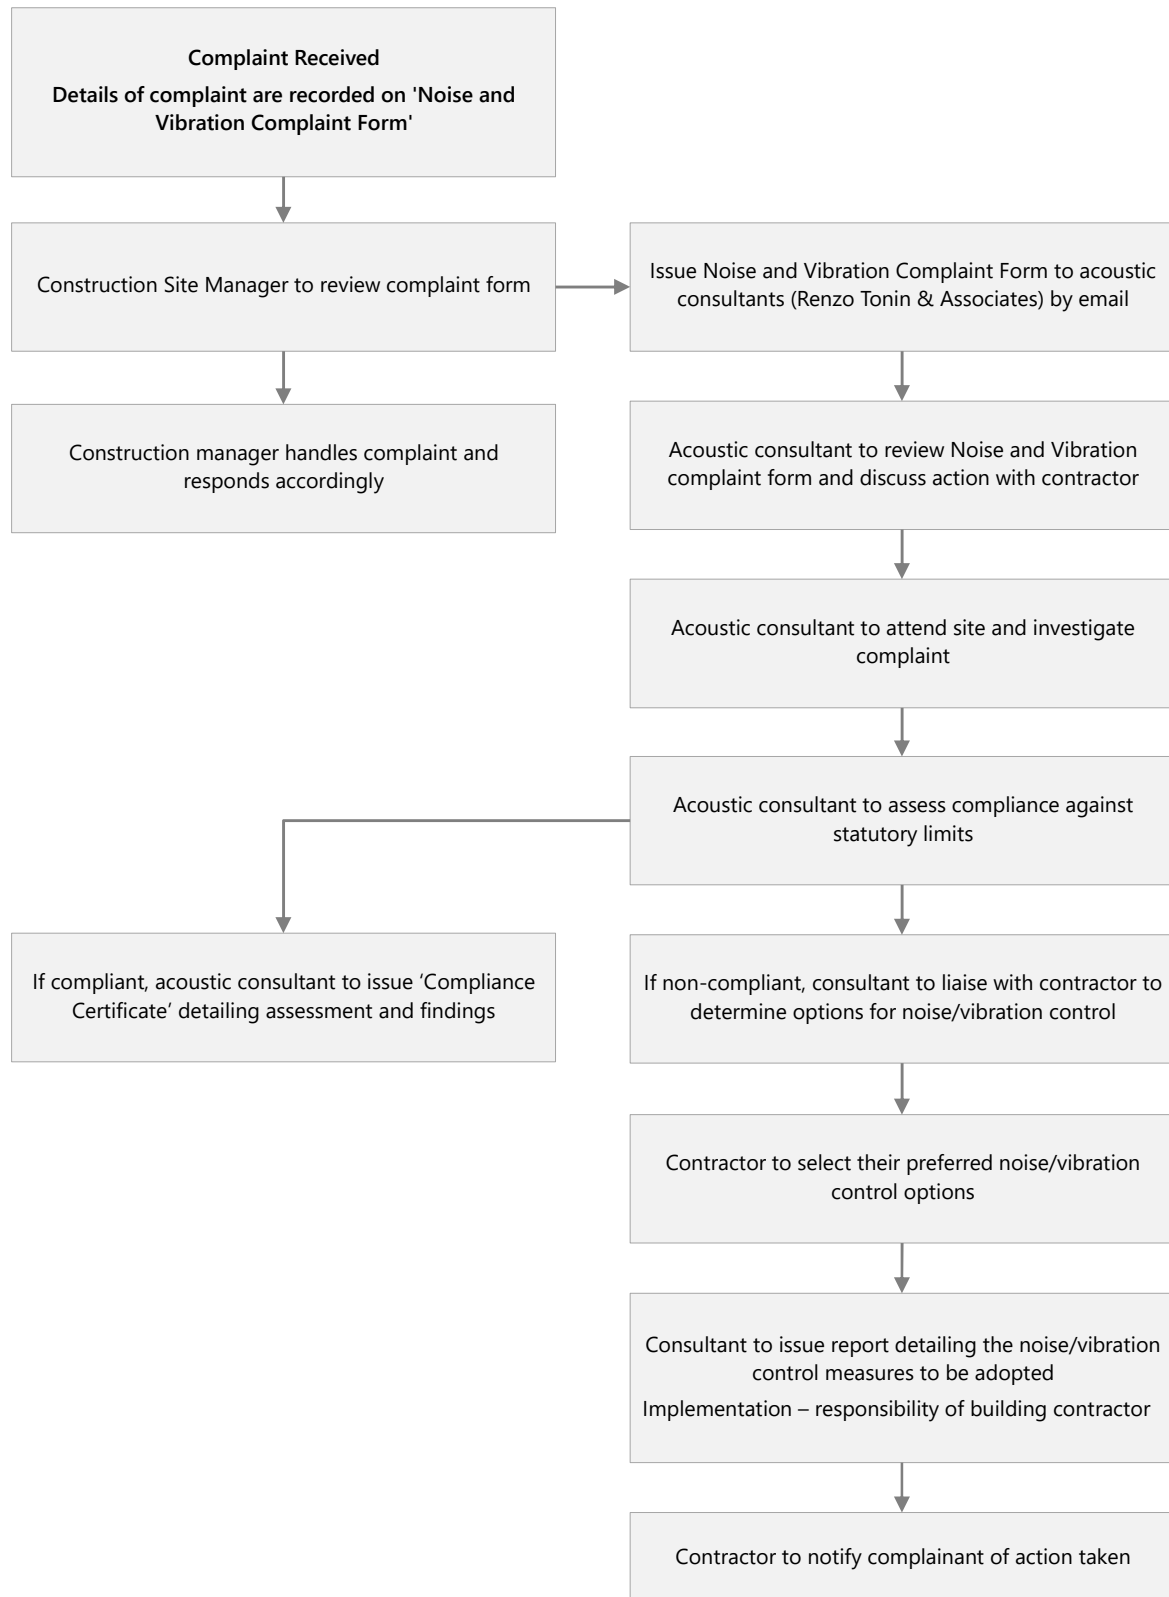 Complaint Received
Details of complaint are recorded on 'Noise and
Vibration Complaint Form'
Construction Site Manager to review complaint form
Issue Noise and Vibration Complaint Form to acoustic
consultants (Renzo Tonin & Associates) by email
Construction manager handles complaint and
responds accordingly
Acoustic consultant to review Noise and Vibration
complaint form and discuss action with contractor
Acoustic consultant to attend site and investigate
complaint
Acoustic consultant to assess compliance against
statutory limits
If compliant, acoustic consultant to issue ‘Compliance
Certificate’ detailing assessment and findings
If non-compliant, consultant to liaise with contractor to
determine options for noise/vibration control
Contractor to select their preferred noise/vibration
control options
Consultant to issue report detailing the noise/vibration
control measures to be adopted
Implementation – responsibility of building contractor
Contractor to notify complainant of action taken